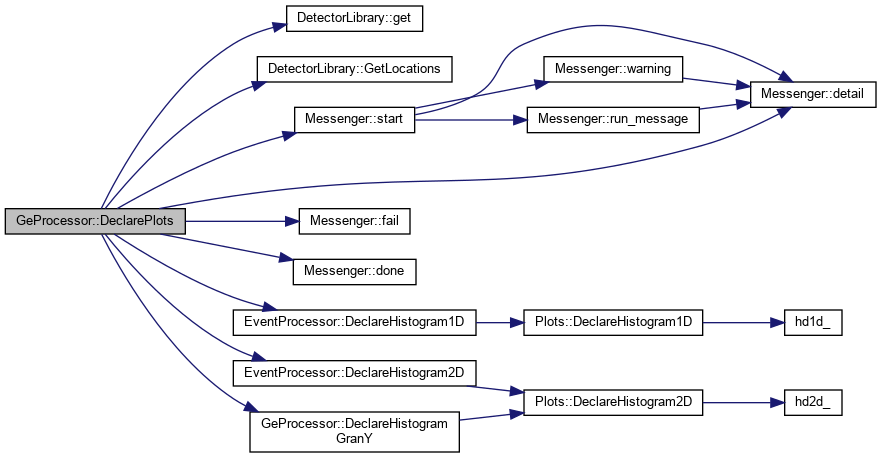 DetectorLibrary::get
DetectorLibrary::GetLocations
Messenger::warning
Messenger::detail
Messenger::start
Messenger::run_message
GeProcessor::DeclarePlots
Messenger::fail
Messenger::done
EventProcessor::DeclareHistogram1D
Plots::DeclareHistogram1D
hd1d_
EventProcessor::DeclareHistogram2D
Plots::DeclareHistogram2D
hd2d_
GeProcessor::DeclareHistogram
GranY